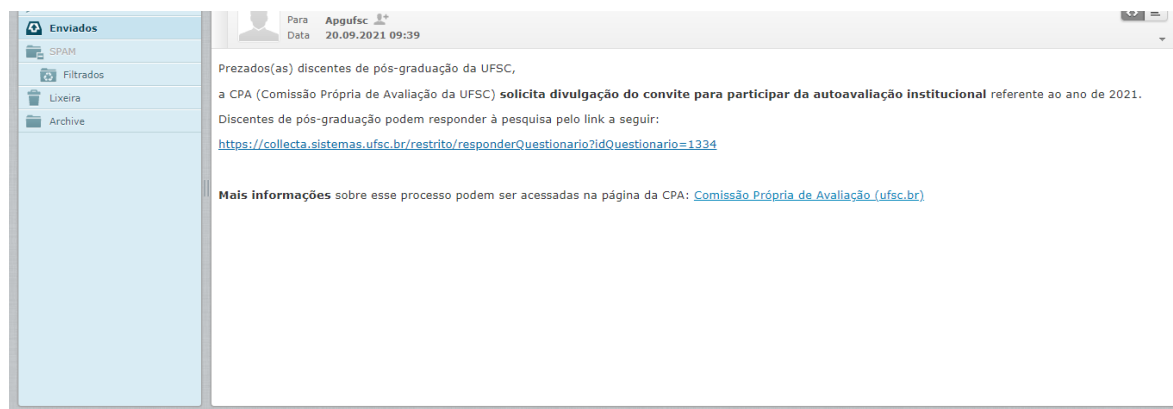 Enviados
SPAM
Filtrados
Lixeira
Archive
Para Apgufsc
Data 20.09.2021 09:39
Prezados(as) discentes de pós-graduação da UFSC,
a CPA (Comissão Própria de Avaliação da UFSC) solicita divulgação do convite para participar da autoavaliação institucional referente ao ano de 2021.
Discentes de pós-graduação podem responder à pesquisa pelo link a seguir:
https://collecta.sistemas.ufsc.br/restrito/responderQuestionario?idQuestionario=1334
Mais informações sobre esse processo podem ser acessadas na página da CPA: Comissão Própria de Avaliação (ufsc.br)